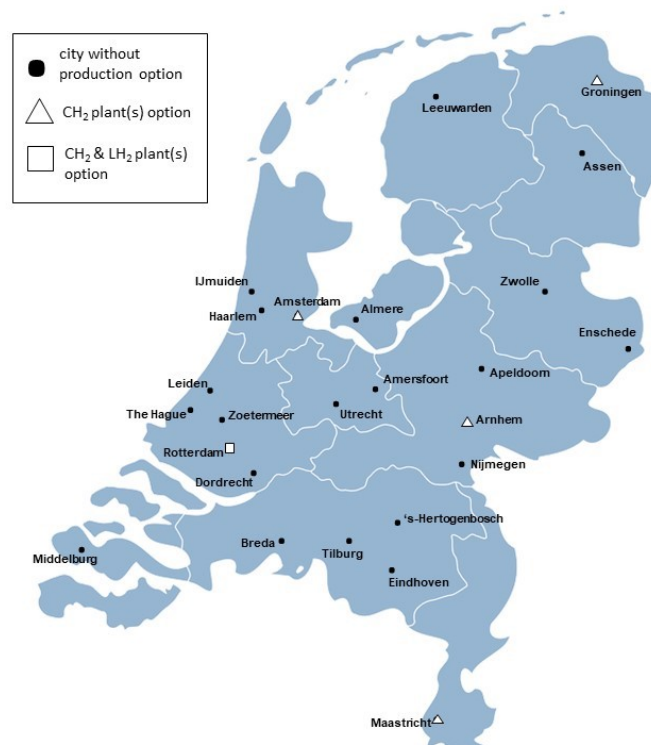 city without
production option
CH₂ plant(s) option
CH₂ & LH₂ plant(s)
option
Groningen
Leeuwarden
Assen
IJmuiden
Zwolle
Amsterdam
Haarlem
Almere
Enschede
Apeldoorn
Leiden
Amersfoort
The Hague
Zoetermeer
Utrecht
Arnhem
Rotterdam
Nijmegen
Dordrecht
's-Hertogenbosch
Breda
Tilburg
Middelburg
Eindhoven
Maastricht